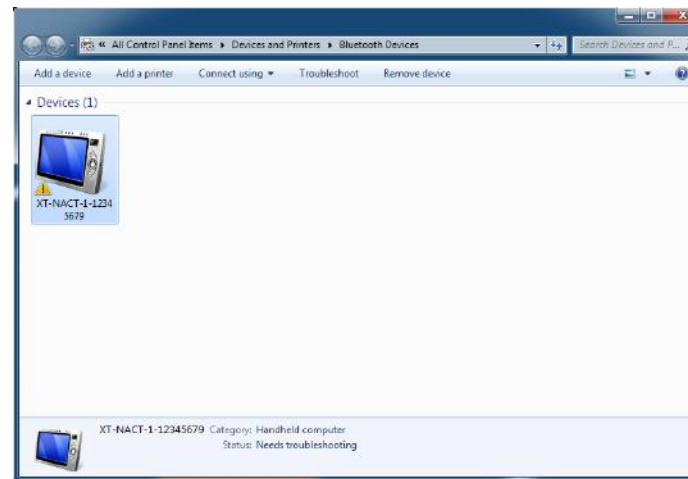 « All Control Panel Items ▸ Devices and Printers ▸ Bluetooth Devices
Search Devices and P...
Add a device Add a printer Connect using Troubleshoot Remove device
Devices (1)
XT-NACT-1-1234
5679
XT-NACT-1-12345679 Category: Handheld computer
Status: Needs troubleshooting